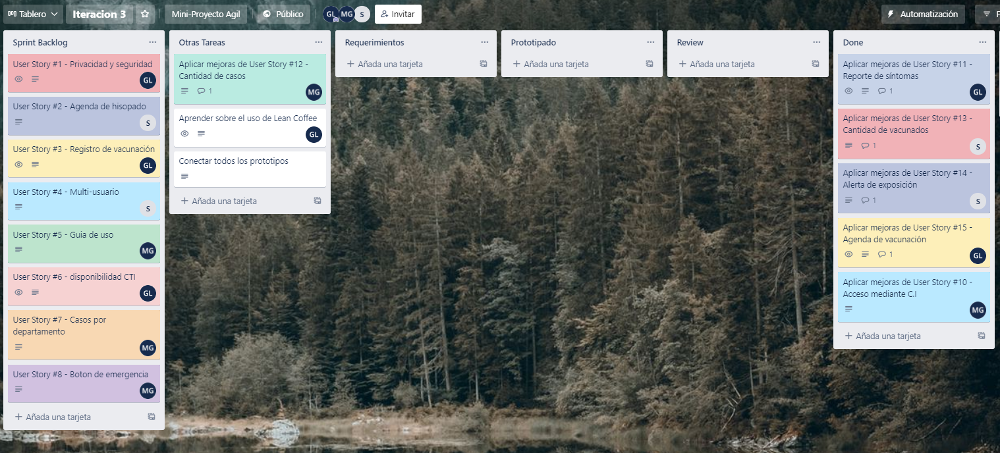 Tablero
Iteracion 3
Mini-Proyecto Agil
Público
GL MG S
Invitar
Automatización
Sprint Backlog
User Story #1 - Privacidad y seguridad
GL
User Story #2 - Agenda de hisopado
S
User Story #3 - Registro de vacunación
GL
User Story #4 - Multi-usuario
S
User Story #5 - Guia de uso
MG
User Story #6 - disponibilidad CTI
GL
User Story #7 - Casos por
departamento
MG
User Story #8 - Boton de emergencia
MG
+ Añada una tarjeta
Otras Tareas
Aplicar mejoras de User Story #12 -
Cantidad de casos
1
MG
Aprender sobre el uso de Lean Coffee
GL
Conectar todos los prototipos
+ Añada una tarjeta
Requerimientos
+ Añada una tarjeta
Prototipado
+ Añada una tarjeta
Review
+ Añada una tarjeta
Done
Aplicar mejoras de User Story #11 -
Reporte de síntomas
1
GL
Aplicar mejoras de User Story #13 -
Cantidad de vacunados
1
S
Aplicar mejoras de User Story #14 -
Alerta de exposición
1
S
Aplicar mejoras de User Story #15 -
Agenda de vacunación
1
GL
Aplicar mejoras de User Story #10 -
Acceso mediante C.I
MG
+ Añada una tarjeta